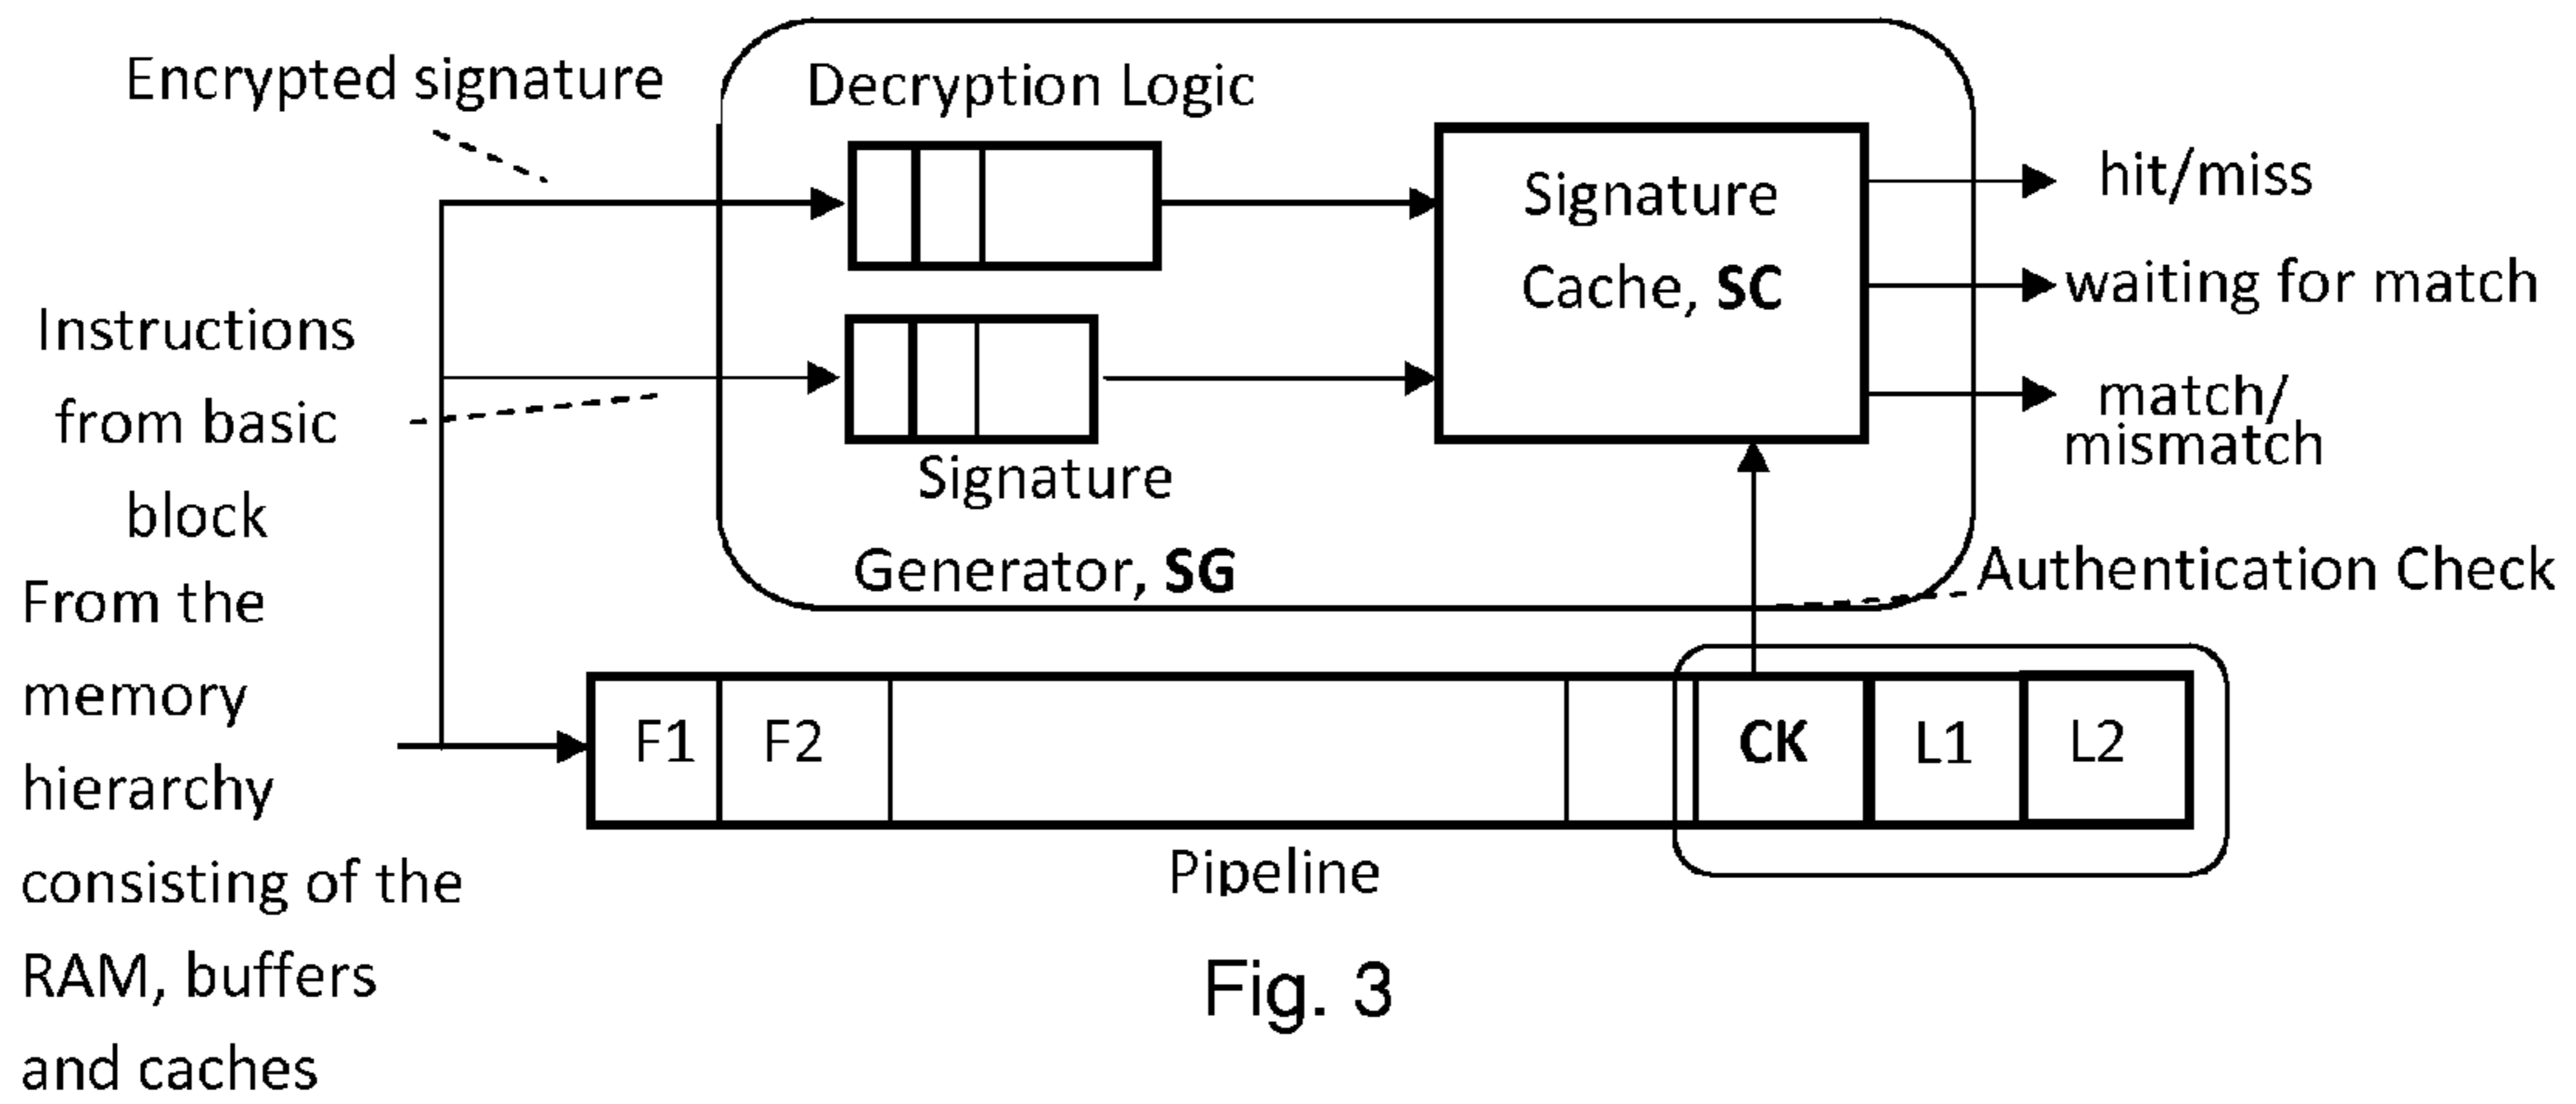 Encrypted signature
Decryption Logic
Signature
Cache, SC
hit/miss
waiting for match
match/
mismatch
Instructions
from basic
block
Signature
Generator, SG
Authentication Check
From the
memory
hierarchy
consisting of the
RAM, buffers
and caches
F1 F2 CK L1 L2
Pipeline
Fig. 3